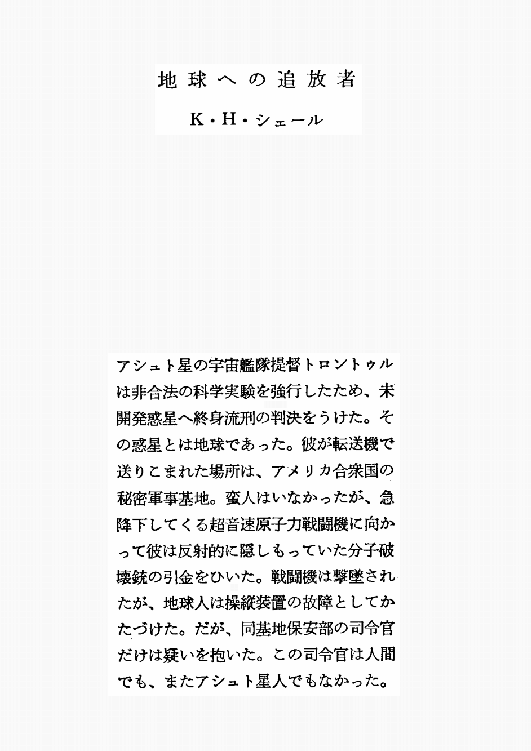 地球への追放者
K・H・シェール
アシュト星の宇宙艦隊提督トロントゥル
は非合法の科学実験を強行したため、未
開発惑星へ終身流刑の判決をうけた。そ
の惑星とは地球であった。彼が転送機で
送りこまれた場所は、アメリカ合衆国の
秘密軍事基地。蛮人はいなかったが、急
降下してくる超音速原子力戦闘機に向か
って彼は反射的に隠しもっていた分子破
壊銃の引金をひいた。戦闘機は撃墜され
たが、地球人は操縦装置の故障としてか
たづけた。だが、同基地保安部の司令官
だけは疑いを抱いた。この司令官は人間
でも、またアシュト星人でもなかった。